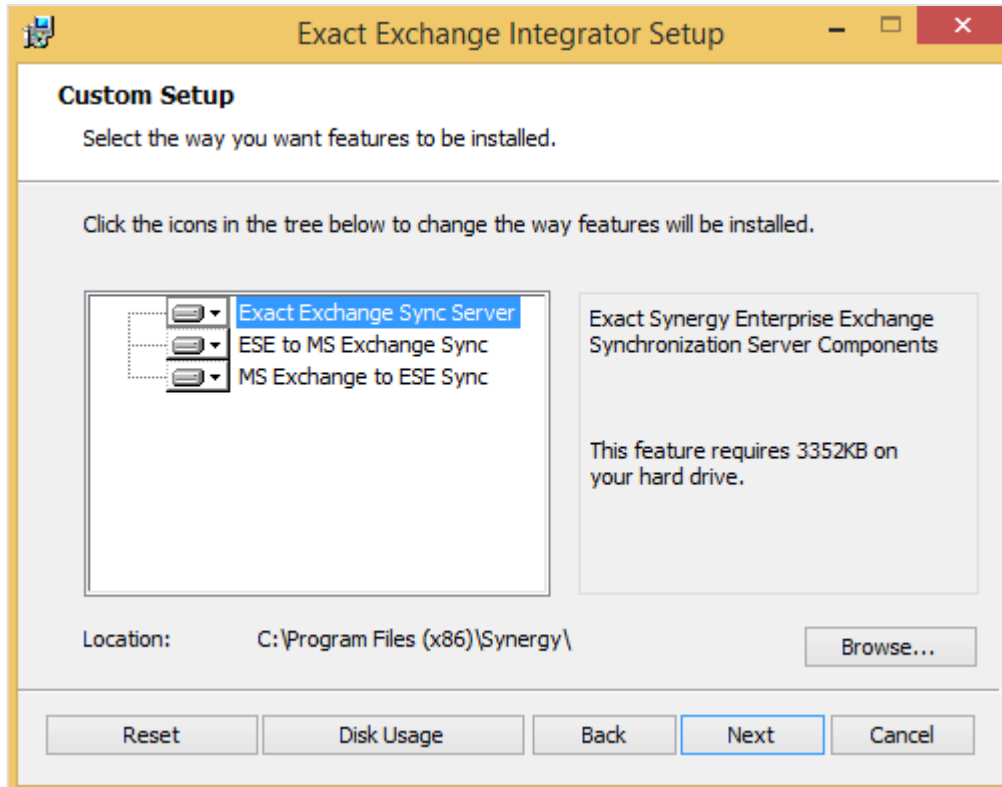 Exact Exchange Integrator Setup
Custom Setup
Select the way you want features to be installed.
Click the icons in the tree below to change the way features will be installed.
Exact Exchange Sync Server
ESE to MS Exchange Sync
MS Exchange to ESE Sync
Exact Synergy Enterprise Exchange
Synchronization Server Components
This feature requires 3352KB on
your hard drive.
Location: C:\Program Files (x86)\Synergy\
Browse...
Reset Disk Usage Back Next Cancel